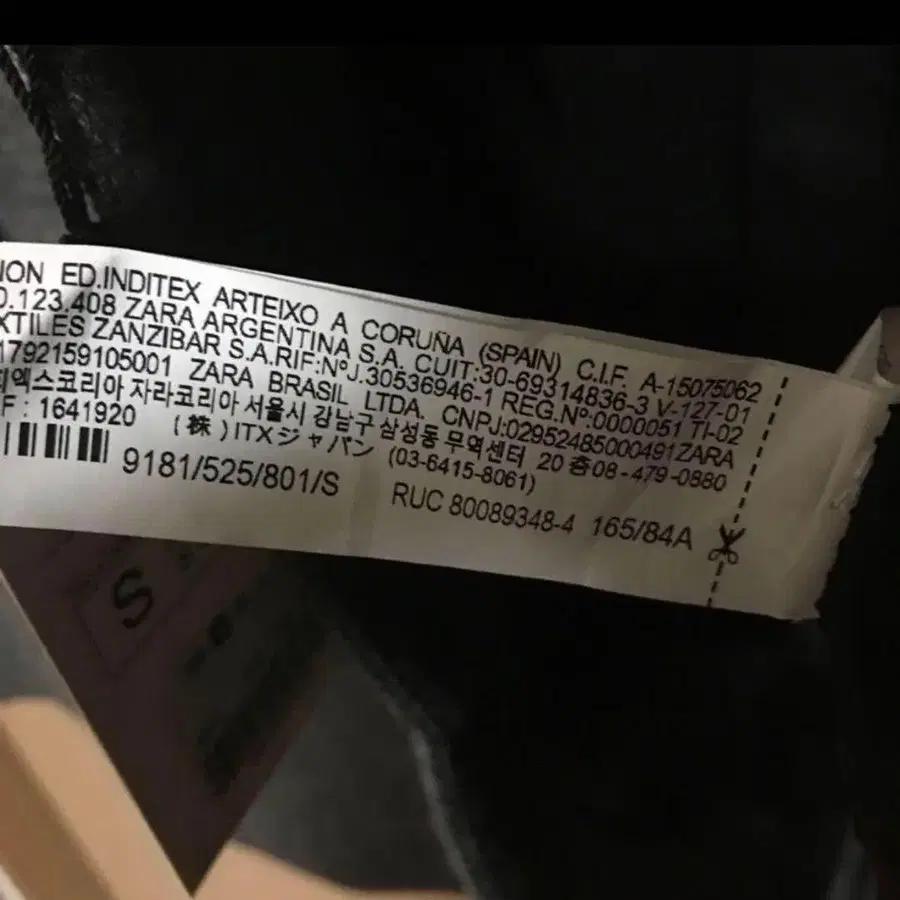 ION ED.INDITEX ARTEIXO A CORUÑA (SPAIN) C.I.F. A-15075062
0.123.408 ZARA ARGENTINA S.A. CUIT:30-69314836-3 V-127-01
XTILES ZANZIBAR S.A.RIF:NºJ.30536946-1 REG.Nº:0000051 TI-02
1792159105001 ZARA BRASIL LTDA. CNPJ:02952485000491ZARA
티엑스코리아 자라코리아 서울시 강남구 삼성동 무역센터 20 층08-479-0880
F: 1641920 (株)ITXジャパン (03-6415-8061)
9181/525/801/S RUC 80089348-4 165/84A
S